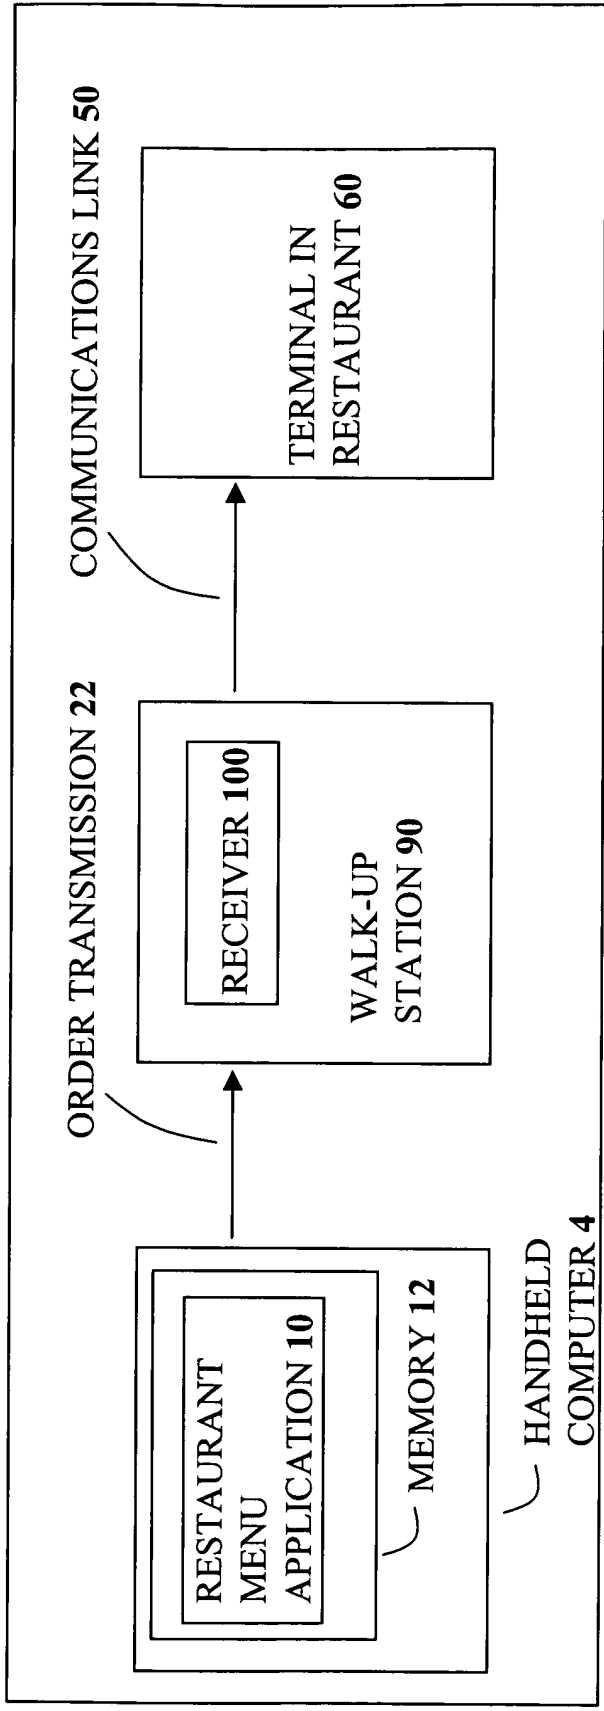 RESTAURANT
MENU
APPLICATION 10
MEMORY 12
HANDHELD
COMPUTER 4
ORDER TRANSMISSION 22
RECEIVER 100
WALK-UP
STATION 90
COMMUNICATIONS LINK 50
TERMINAL IN
RESTAURANT 60